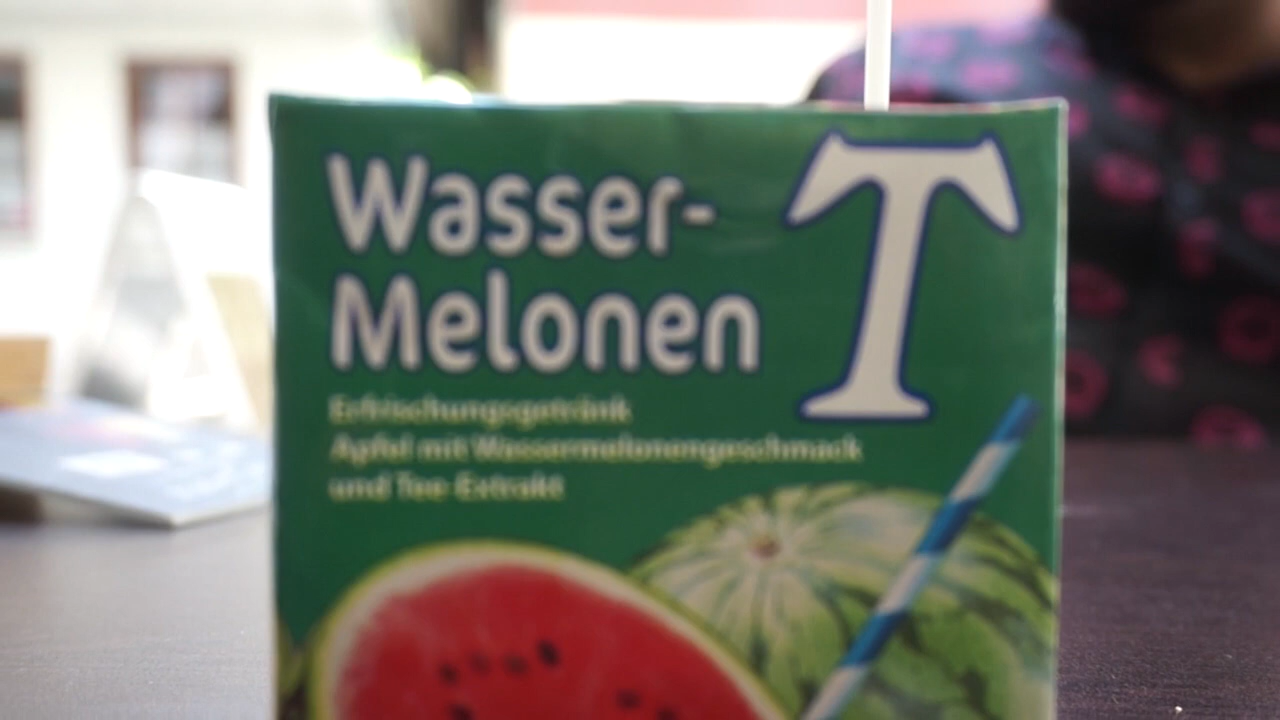 Wasser-
Melonen
T
Erfrischungsgetränk
Apfel mit Wassermelonengeschmack
und Tee-Extrakt